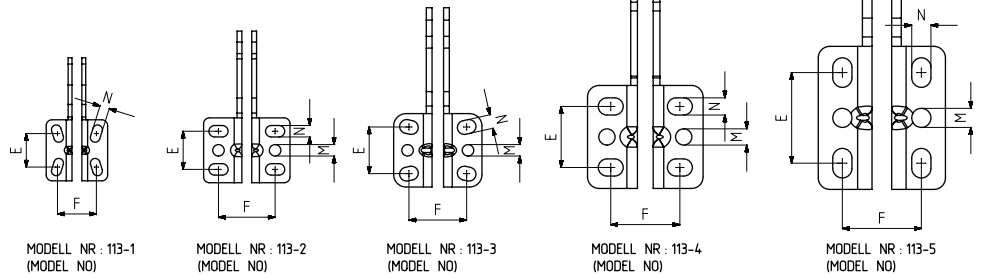 E
N
F
MODELL NR : 113-1
(MODEL NO)
E
N
M
F
MODELL NR : 113-2
(MODEL NO)
E
N
M
F
MODELL NR : 113-3
(MODEL NO)
E
N
M
F
MODELL NR : 113-4
(MODEL NO)
E
N
M
F
MODELL NR : 113-5
(MODEL NO)